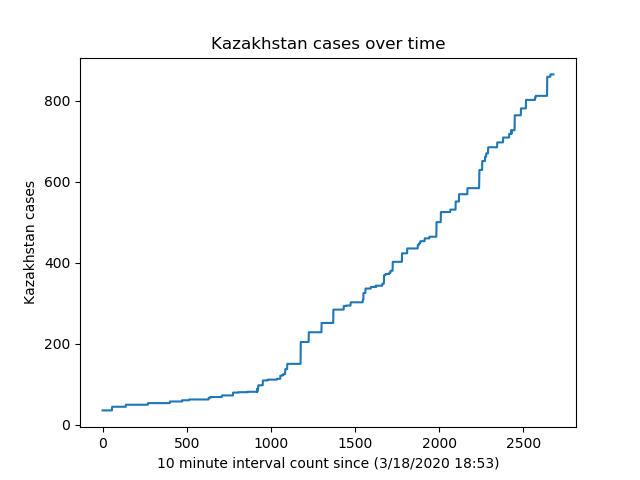 Kazakhstan cases over time
Kazakhstan cases
800
600
400
200
0
0 500 1000 1500 2000 2500
10 minute interval count since (3/18/2020 18:53)